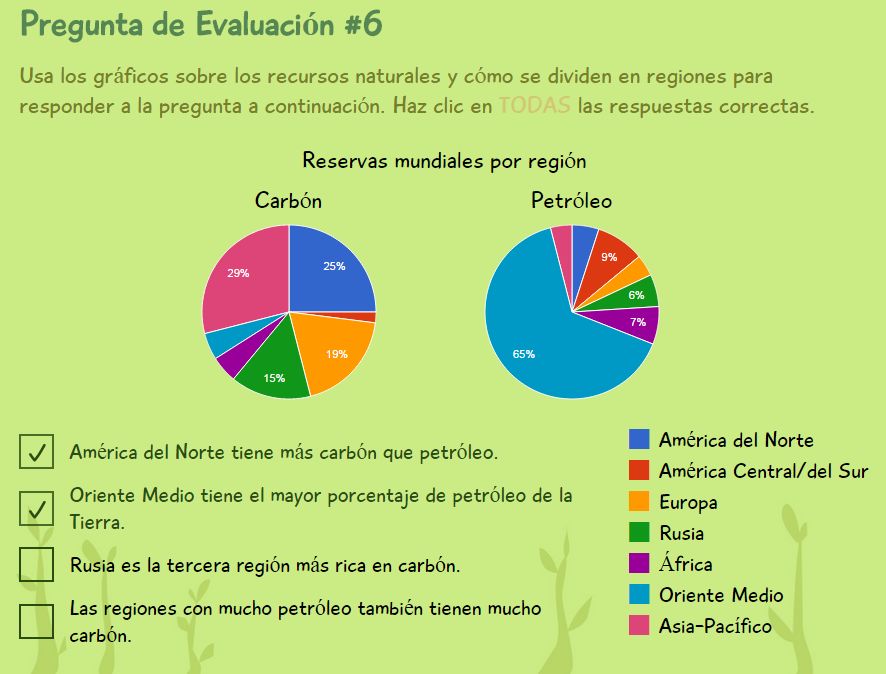 Pregunta de Evaluación #6
Usa los gráficos sobre los recursos naturales y cómo se dividen en regiones para
responder a la pregunta a continuación. Haz clic en TODAS las respuestas correctas.
Reservas mundiales por región
Carbón
Petróleo
29%
25%
19%
15%
9%
6%
7%
65%
América del Norte tiene más carbón que petróleo.
Oriente Medio tiene el mayor porcentaje de petróleo de la
Tierra.
Rusia es la tercera región más rica en carbón.
Las regiones con mucho petróleo también tienen mucho
carbón.
América del Norte
América Central/del Sur
Europa
Rusia
África
Oriente Medio
Asia-Pacífico